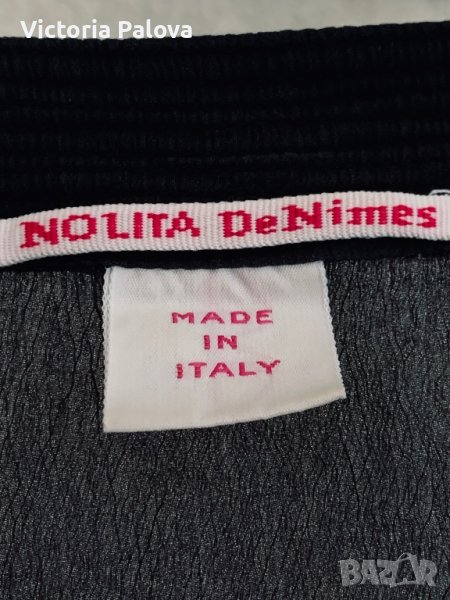 Victoria Palova
NOLITA DeNimes
MADE
IN
ITALY
BAZAR